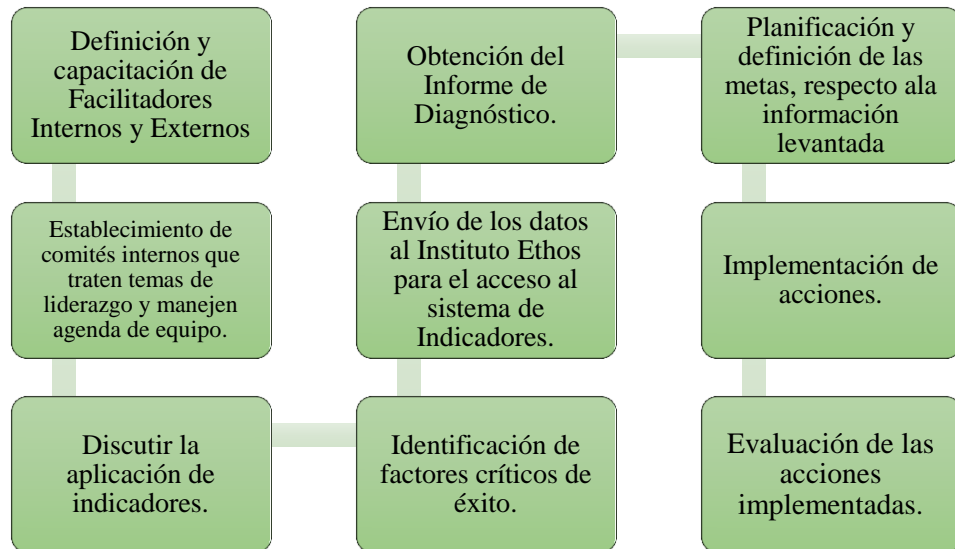 Definición y
capacitación de
Facilitadores
Internos y Externos
Establecimiento de
comités internos que
traten temas de
liderazgo y manejen
agenda de equipo.
Discutir la
aplicación de
indicadores.
Identificación de
factores críticos de
éxito.
Envío de los datos
al Instituto Ethos
para el acceso al
sistema de
Indicadores.
Obtención del
Informe de
Diagnóstico.
Planificación y
definición de las
metas, respecto ala
información
levantada
Implementación de
acciones.
Evaluación de las
acciones
implementadas.